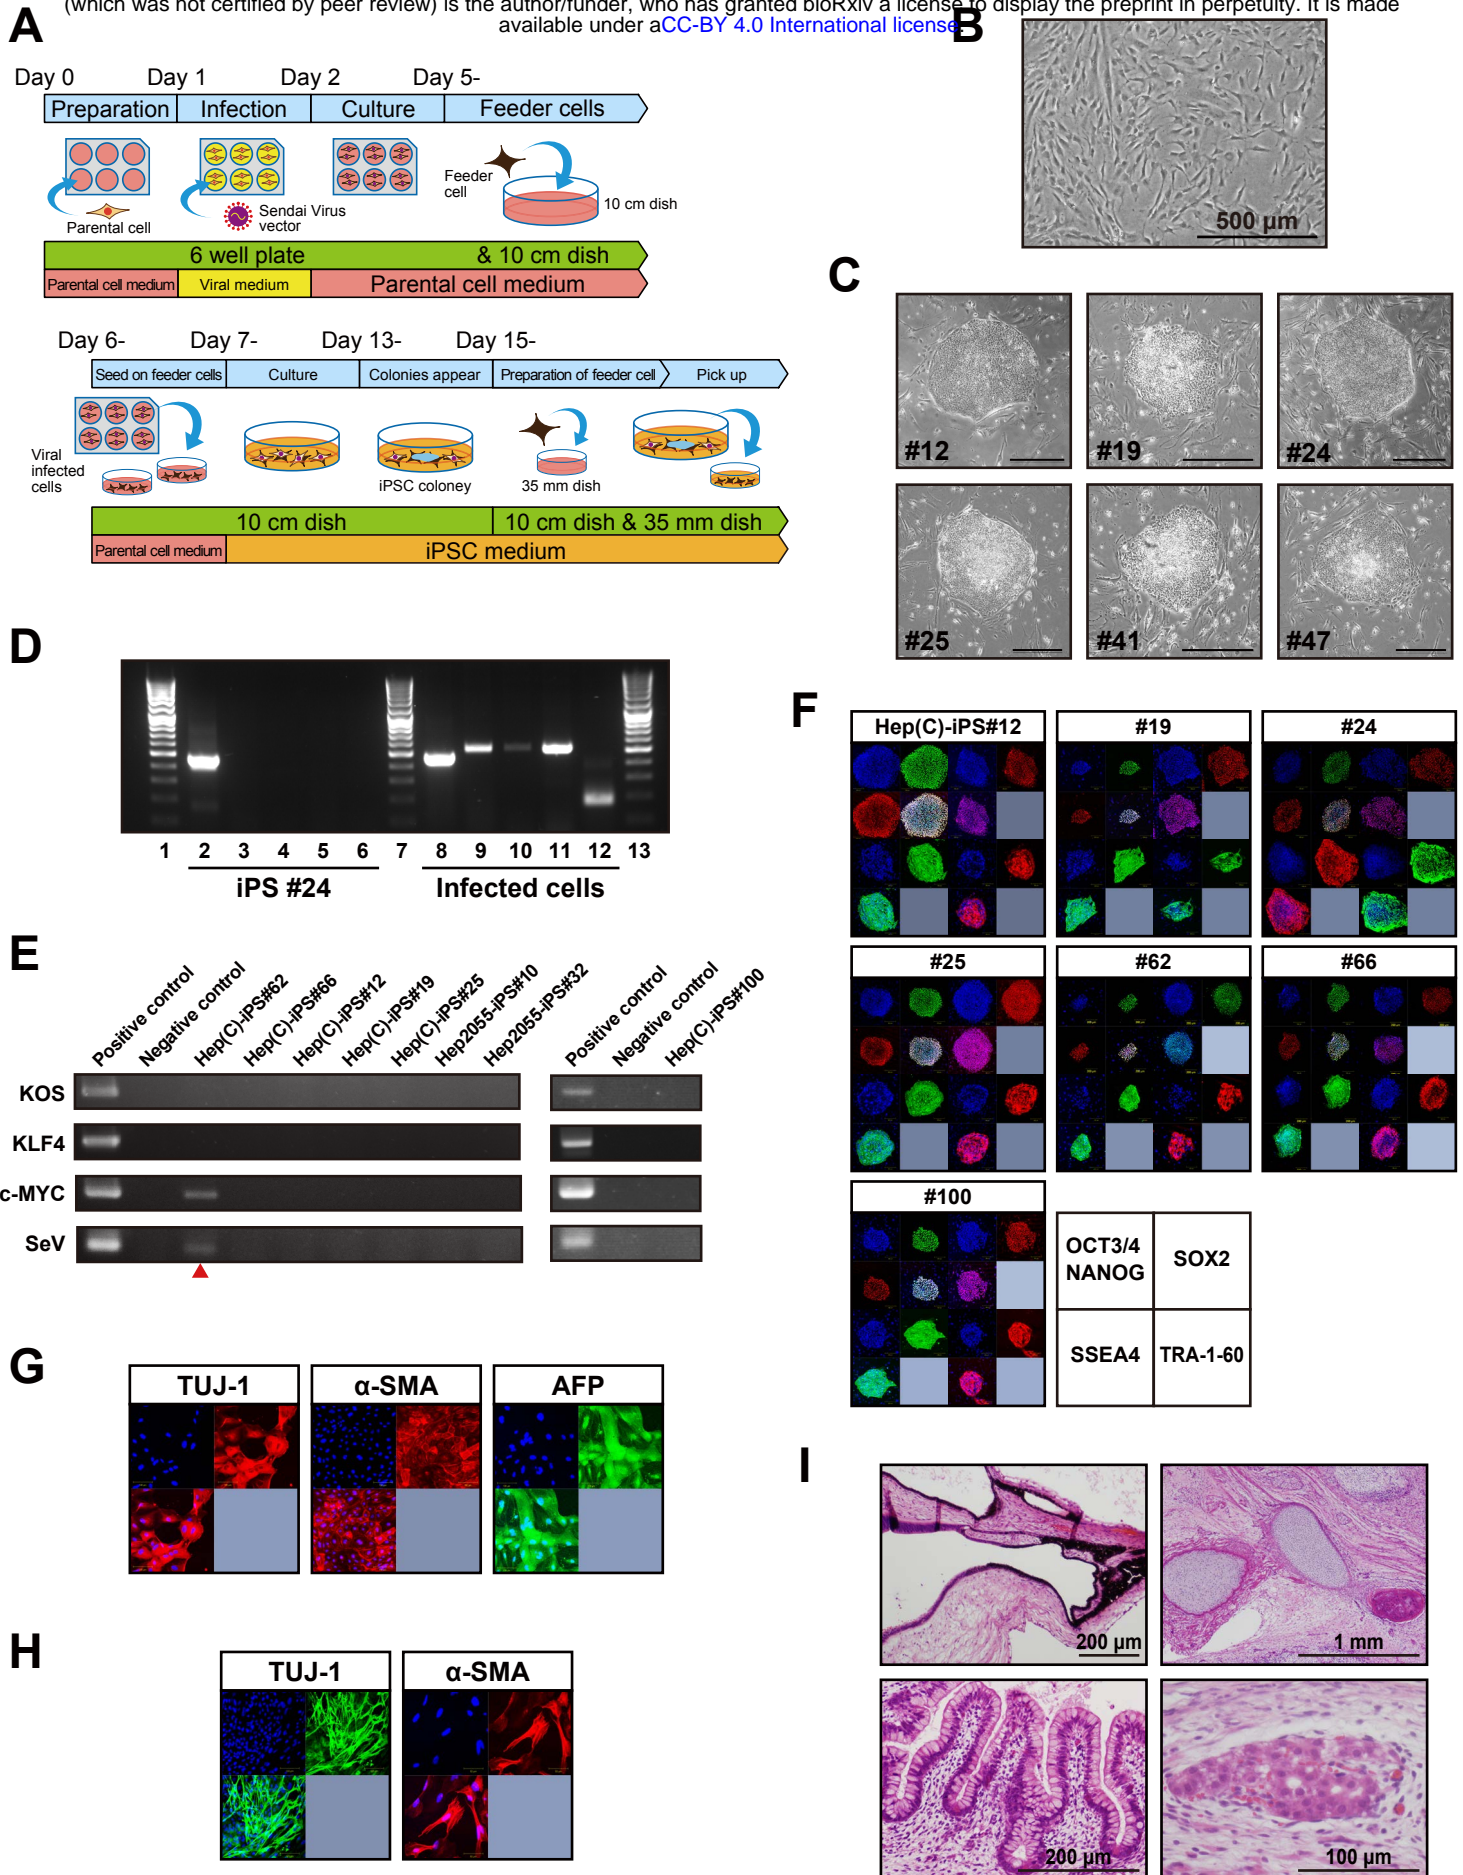 (which was not certified by peer review) is the author/funder, who has granted bioRxiv a license to display the preprint in perpetuity. It is made
available under aCC-BY 4.0 International license.
A
Day 0 Day 1 Day 2 Day 5-
Preparation Infection Culture Feeder cells
Parental cell
Sendai Virus
vector
Feeder
cell
10 cm dish
6 well plate & 10 cm dish
Parental cell medium Viral medium Parental cell medium
Day 6- Day 7- Day 13- Day 15-
Seed on feeder cells Culture Colonies appear Preparation of feeder cell Pick up
Viral
infected
cells
iPSC coloney
35 mm dish
10 cm dish 10 cm dish & 35 mm dish
Parental cell medium iPSC medium
B
500 µm
C
#12 #19 #24
#25 #41 #47
D
1 2 3 4 5 6 7 8 9 10 11 12 13
iPS #24 Infected cells
E
Positive control
Negative control
Hep(C)-iPS#62
Hep(C)-iPS#66
Hep(C)-iPS#12
Hep(C)-iPS#19
Hep(C)-iPS#25
Hep2055-iPS#10
Hep2055-iPS#32
Positive control
Negative control
Hep(C)-iPS#100
KOS
KLF4
c-MYC
SeV
F
Hep(C)-iPS#12 #19 #24
#25 #62 #66
#100
OCT3/4
NANOG
SOX2
SSEA4 TRA-1-60
G
TUJ-1 α-SMA AFP
H
TUJ-1 α-SMA
I
200 µm 1 mm
200 µm 100 µm